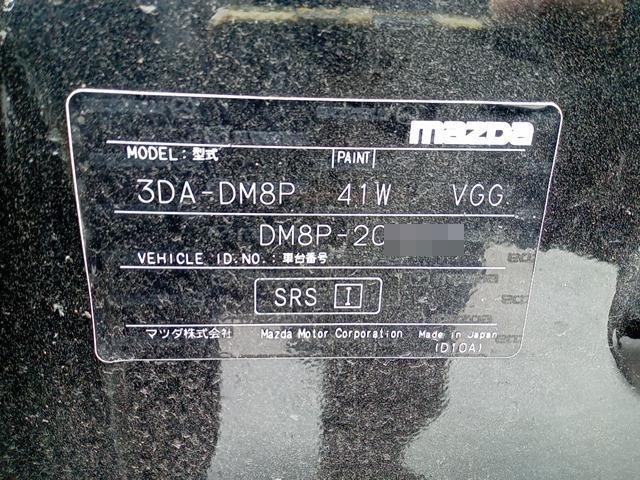 mazda
MODEL：型式 PAINT
3DA-DM8P 41W VGG
DM8P-20
VEHICLE ID.NO.：車台番号
SRS I
マツダ株式会社 Mazda Motor Corporation Made in Japan
(D10A)